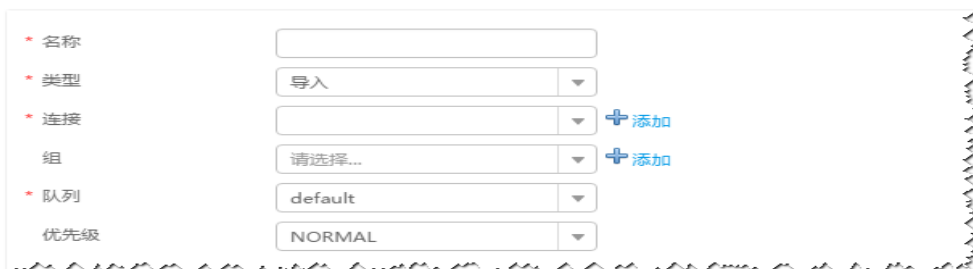 * 名称
* 类型 导入
* 连接 添加
组 请选择... 添加
* 队列 default
优先级 NORMAL